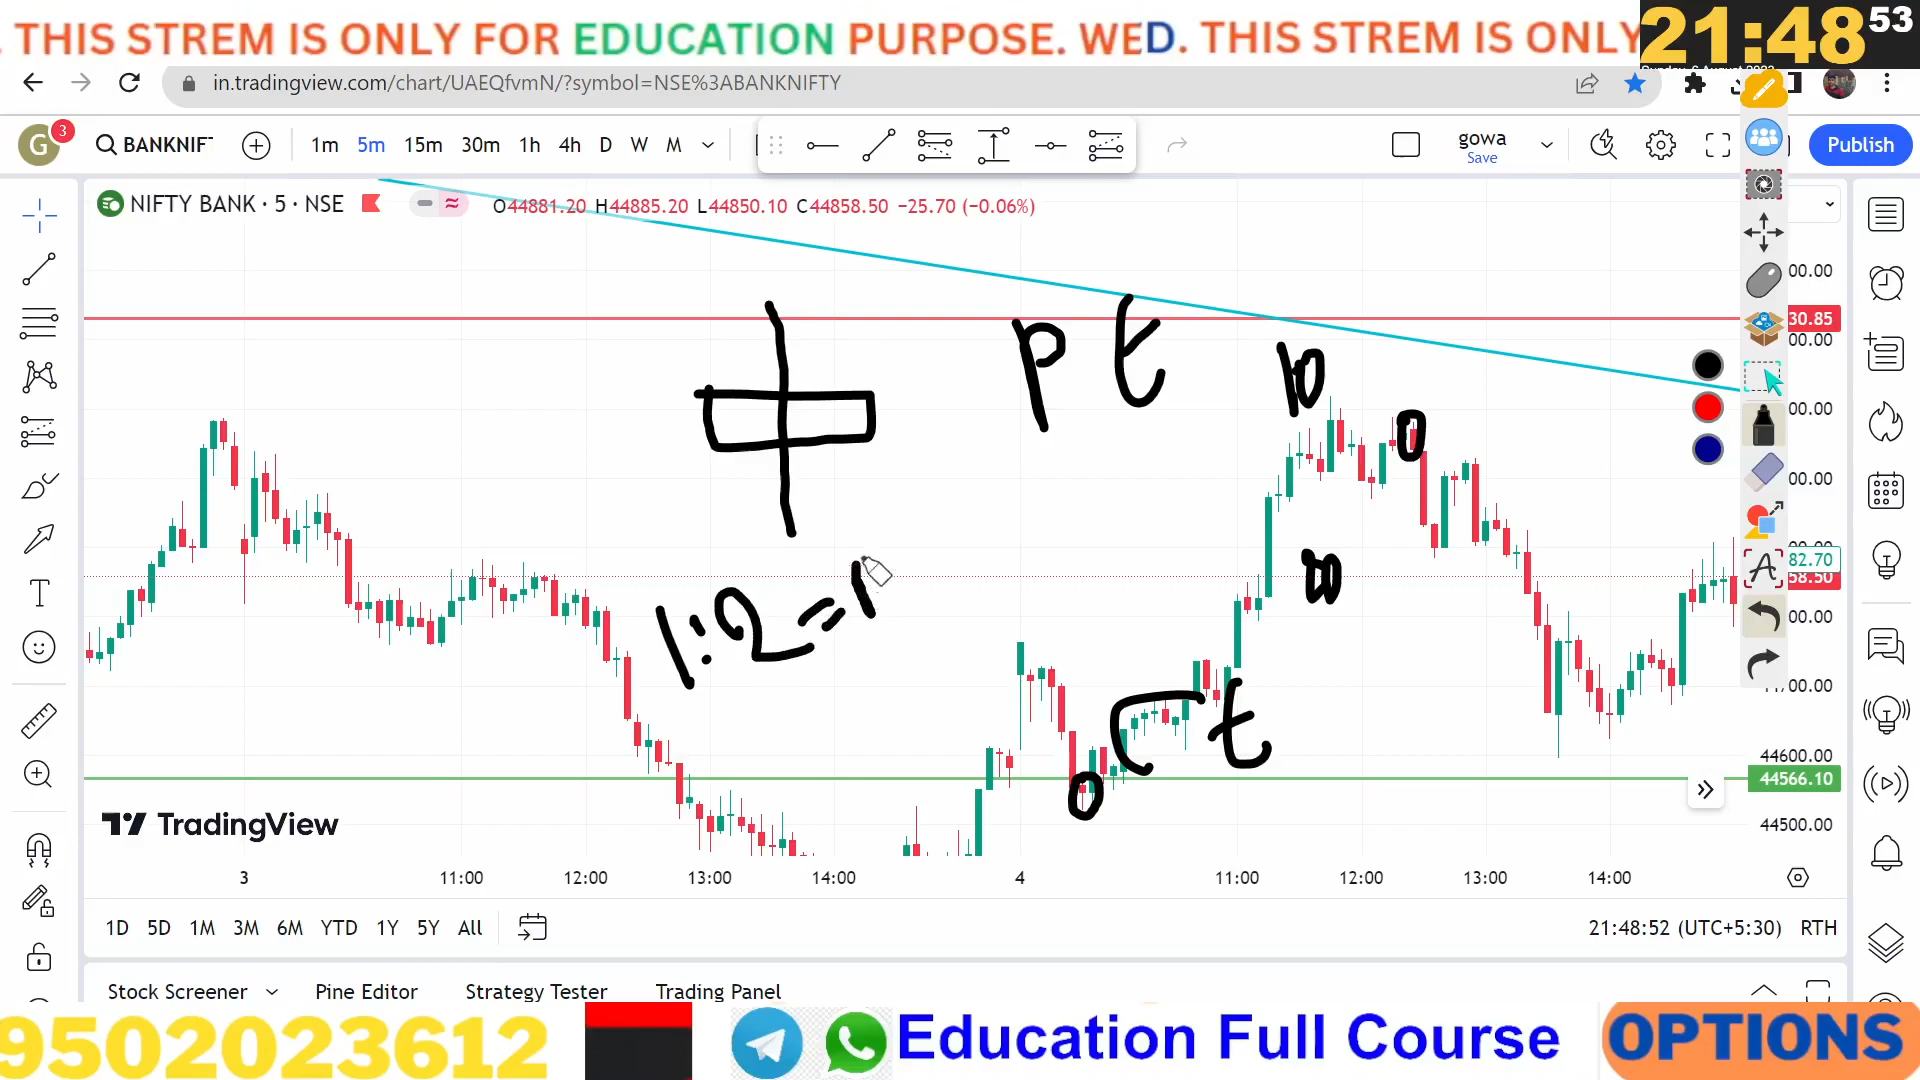 . THIS STREM IS ONLY FOR EDUCATION PURPOSE. WED. THIS STREM IS ONLY
21:48 53
in.tradingview.com/chart/UAEQfvmN/?symbol=NSE%3ABANKNIFTY
G 3 BANKNIF 1m 5m 15m 30m 1h 4h D W M gowa Save Publish
NIFTY BANK · 5 · NSE O44881.20 H44885.20 L44850.10 C44858.50 −25.70 (−0.06%)
00.00
30.85
00.00
p t
10
00.00
0
00.00
82.70
58.50
1:2=1
00.00
700.00
t
44600.00
0
44566.10
44500.00
TradingView
3 11:00 12:00 13:00 14:00 4 11:00 12:00 13:00 14:00
1D 5D 1M 3M 6M YTD 1Y 5Y All 21:48:52 (UTC+5:30) RTH
Stock Screener Pine Editor Strategy Tester Trading Panel
9502023612 Education Full Course OPTIONS